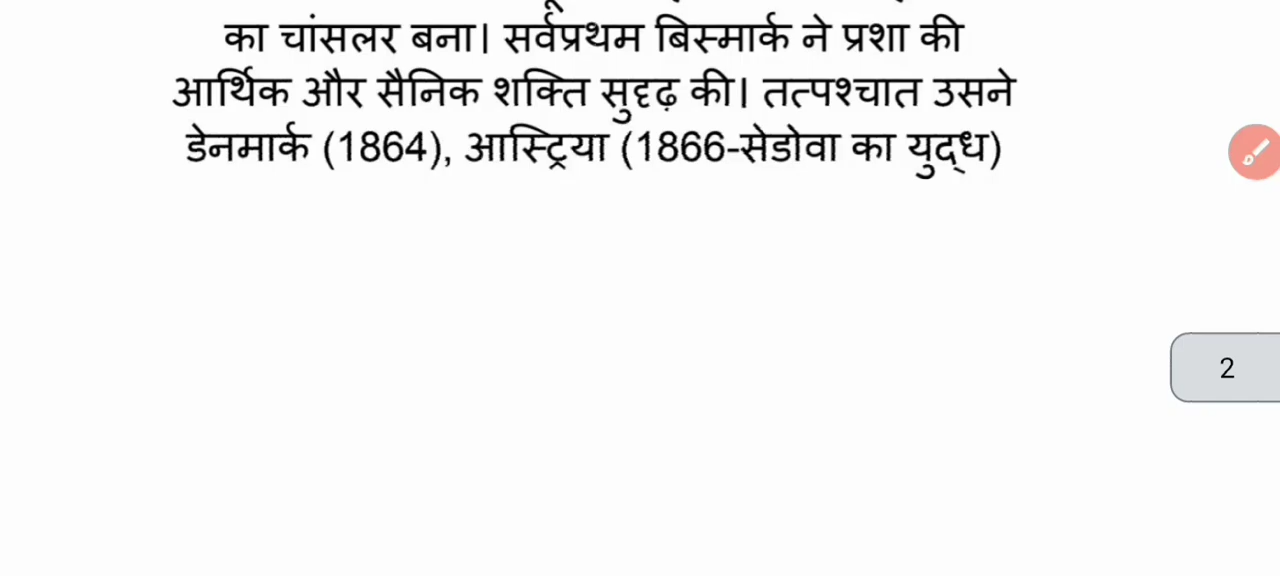 का चांसलर बना। सर्वप्रथम बिस्मार्क ने प्रशा की
आर्थिक और सैनिक शक्ति सुदृढ़ की। तत्पश्चात उसने
डेनमार्क (1864), आस्ट्रिया (1866-सेडोवा का युद्ध)
2